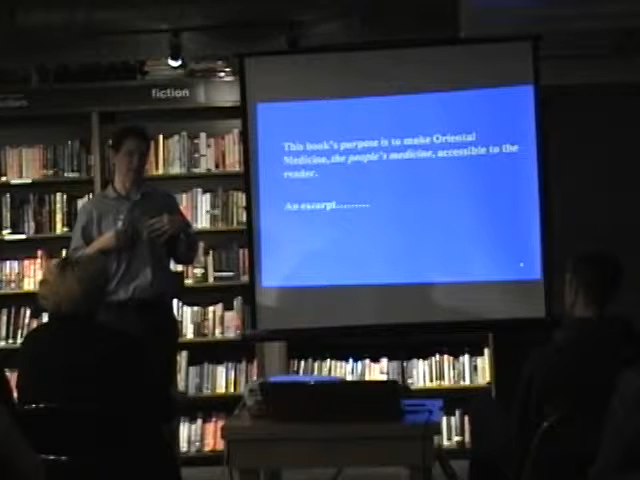 fiction
This book's purpose is to make Oriental
Medicine, the people's medicine, accessible to the
reader.
An excerpt.........